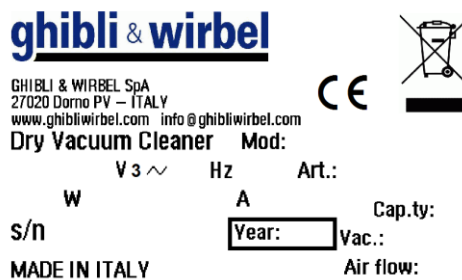 ghibli & wirbel
GHIBLI & WIRBEL SpA
27020 Dorno PV – ITALY
www.ghibliwirbel.com info@ghibliwirbel.com
CE
Dry Vacuum Cleaner Mod:
V 3 ~ Hz Art.:
W A Cap.ty:
s/n Year: Vac.:
MADE IN ITALY Air flow: